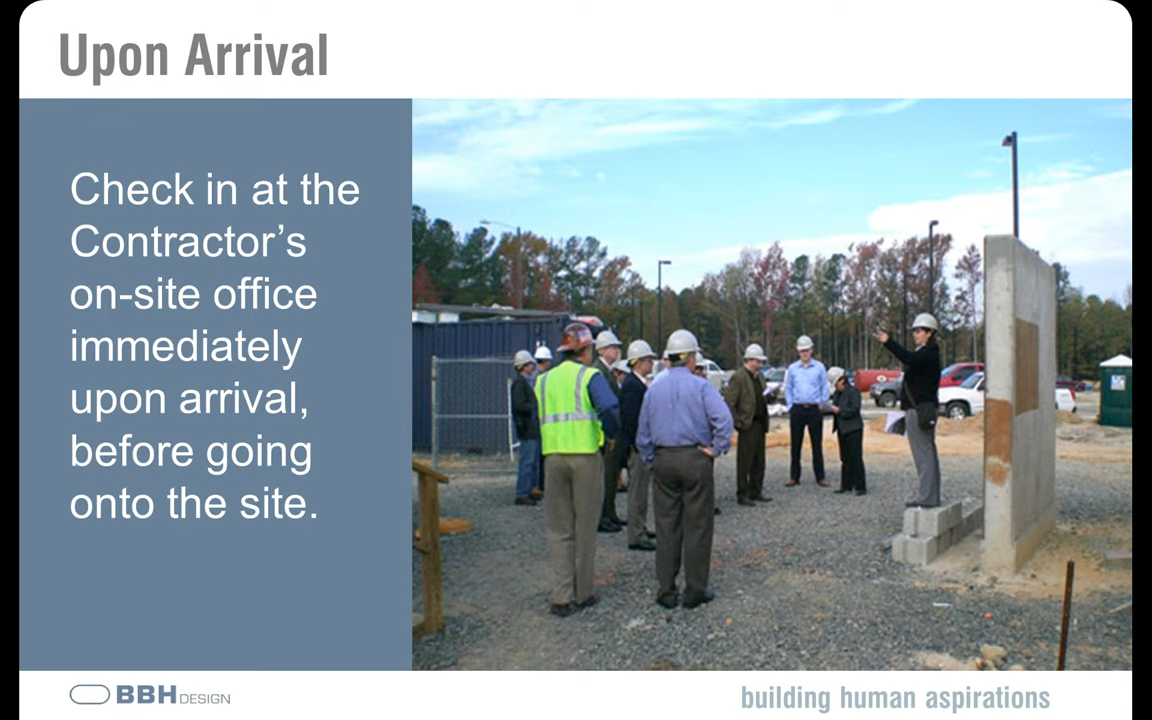 Upon Arrival
Check in at the
Contractor’s
on-site office
immediately
upon arrival,
before going
onto the site.
BBH DESIGN
building human aspirations